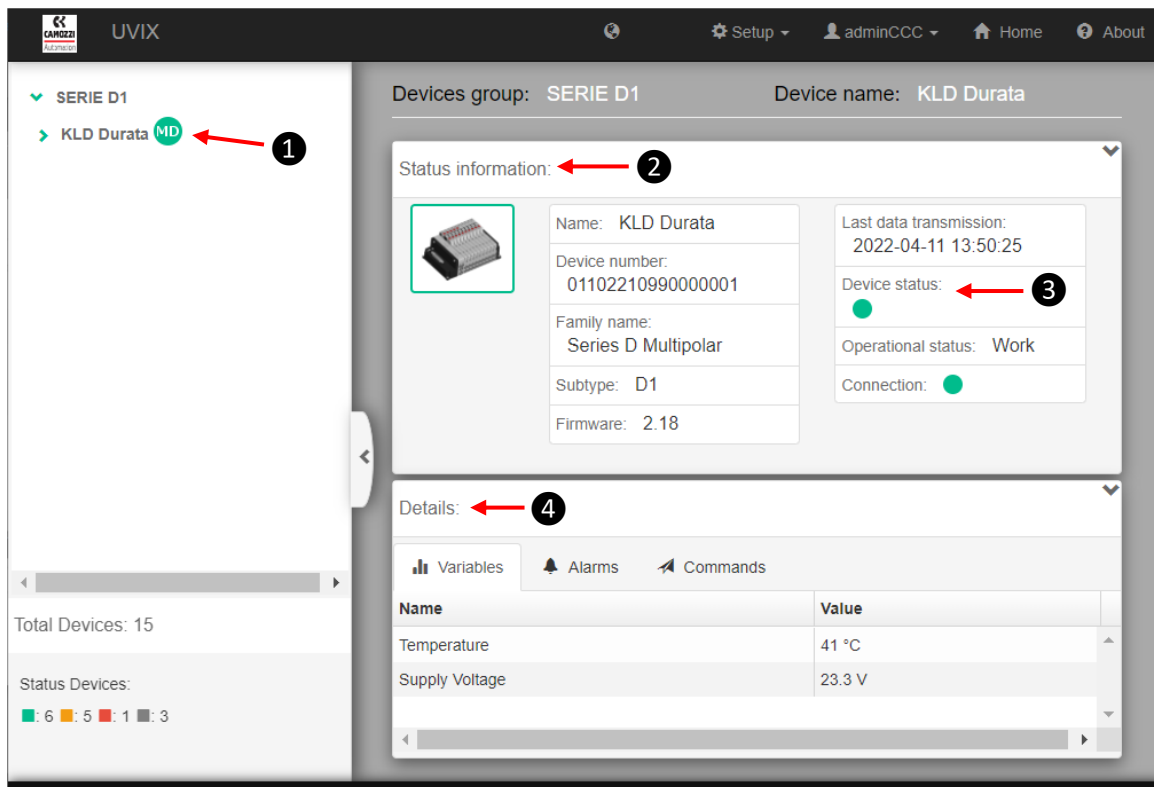 CAMOZZI
Automation
UVIX
Setup
adminCCC
Home
About
SERIE D1
KLD Durata MD
1
Devices group: SERIE D1
Device name: KLD Durata
Status information:
2
Name: KLD Durata
Device number:
01102210990000001
Family name:
Series D Multipolar
Subtype: D1
Firmware: 2.18
Last data transmission:
2022-04-11 13:50:25
Device status:
3
Operational status: Work
Connection:
Details:
4
Variables
Alarms
Commands
Name Value
Temperature 41 °C
Supply Voltage 23.3 V
Total Devices: 15
Status Devices:
: 6 : 5 : 1 : 3